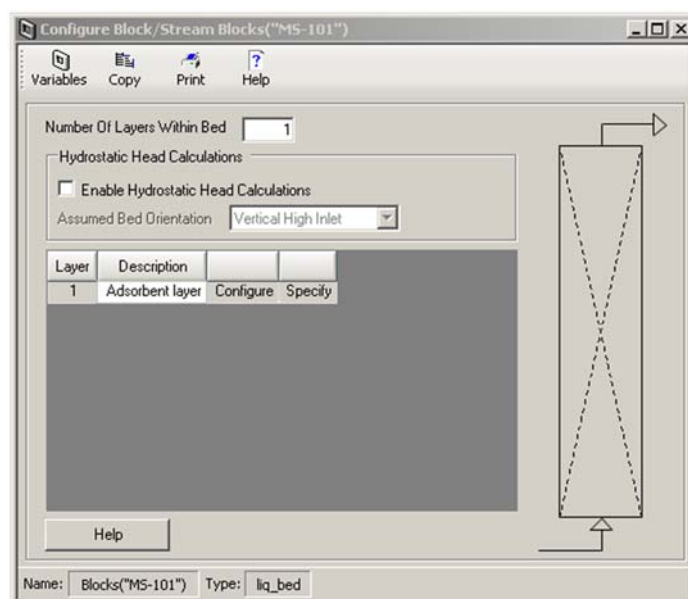 Configure Block/Stream Blocks("MS-101")
Variables Copy Print Help
Number Of Layers Within Bed 1
Hydrostatic Head Calculations
Enable Hydrostatic Head Calculations
Assumed Bed Orientation Vertical High Inlet
Layer Description
1 Adsorbent layer Configure Specify
Help
Name: Blocks("MS-101") Type: liq_bed